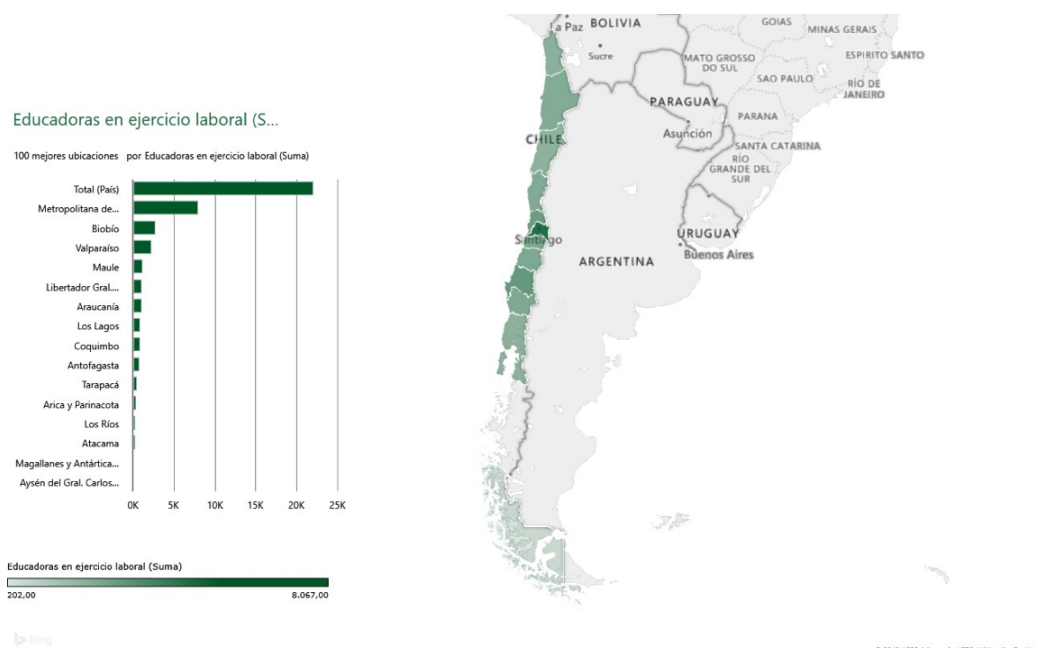 Educadoras en ejercicio laboral (S...
100 mejores ubicaciones por Educadoras en ejercicio laboral (Suma)
Total (País)
Metropolitana de...
Biobío
Valparaíso
Maule
Libertador Gral....
Araucanía
Los Lagos
Coquimbo
Antofagasta
Tarapacá
Arica y Parinacota
Los Ríos
Atacama
Magallanes y Antártica...
Aysén del Gral. Carlos...
0K 5K 10K 15K 20K 25K
Educadoras en ejercicio laboral (Suma)
202,00 8.067,00
bing
a Paz
BOLIVIA
Sucre
GOIAS
MINAS GERAIS
MATO GROSSO
DO SUL
ESPIRITO SANTO
SAO PAULO
RÍO DE
JANEIRO
PARAGUAY
PARANA
Asunción
CHILE
SANTA CATARINA
RÍO
GRANDE DEL
SUR
Santiago
URUGUAY
Buenos Aires
ARGENTINA